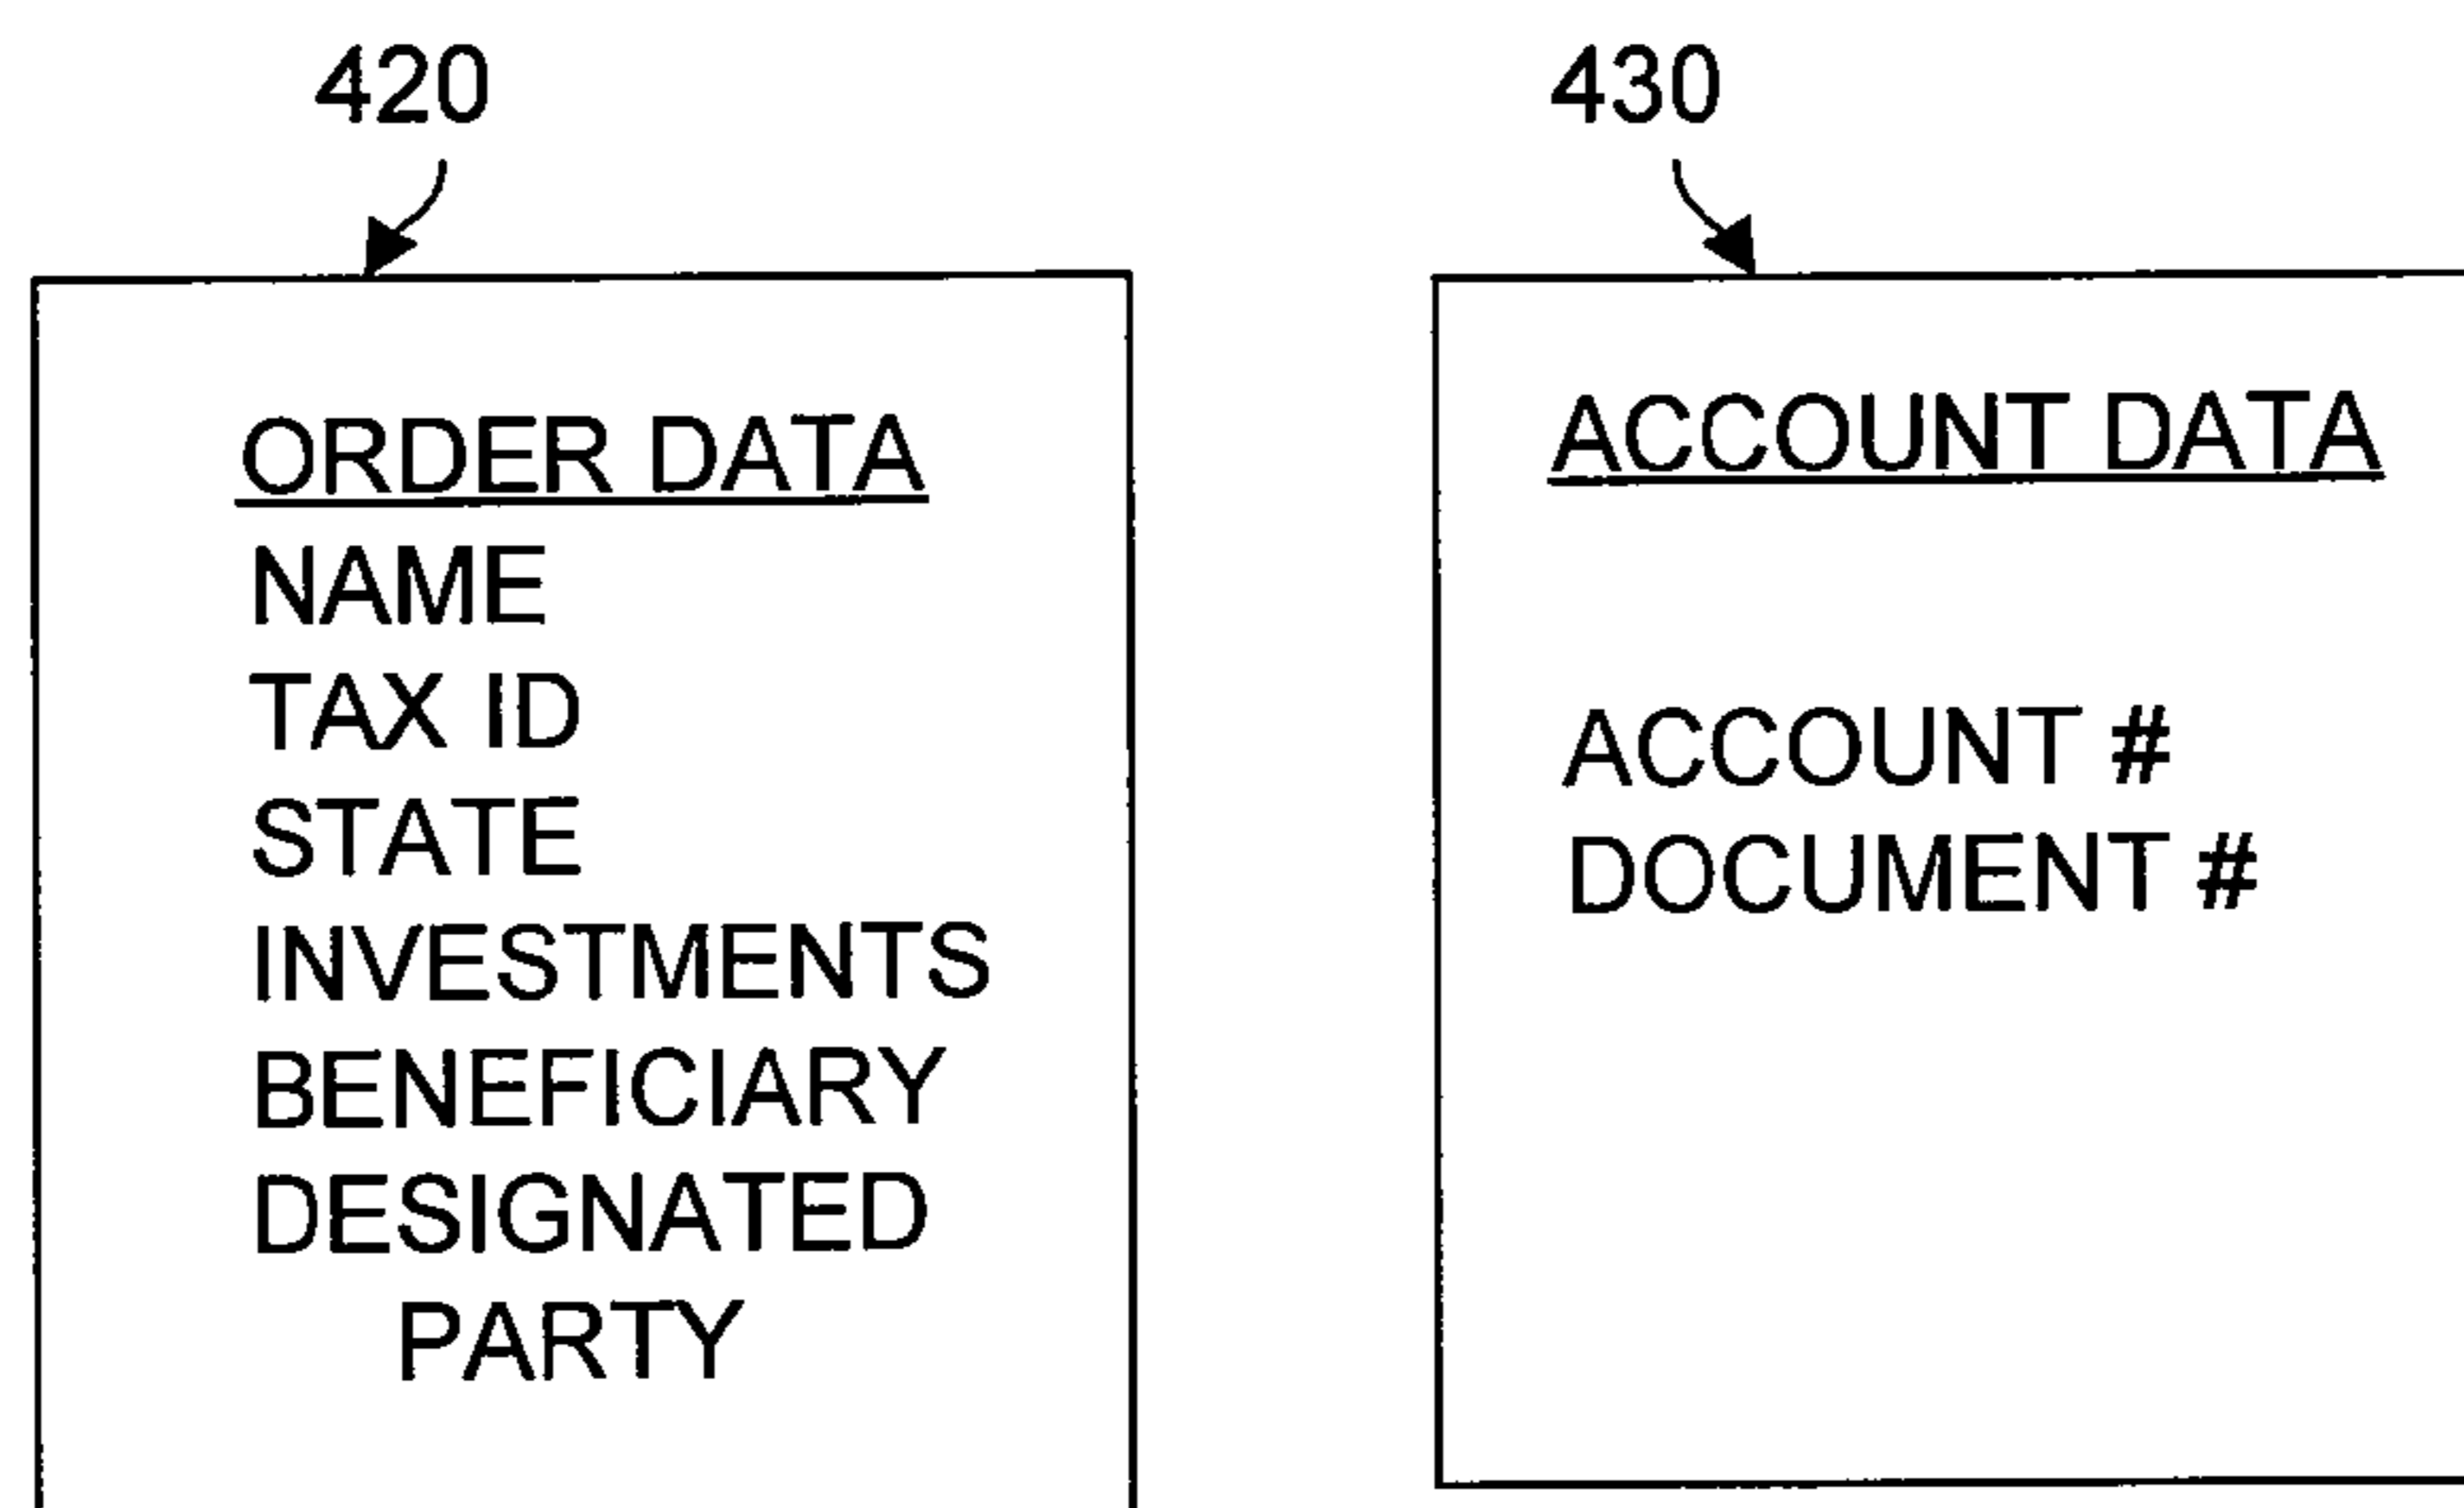 420
ORDER DATA
NAME
TAX ID
STATE
INVESTMENTS
BENEFICIARY
DESIGNATED
PARTY
430
ACCOUNT DATA
ACCOUNT #
DOCUMENT #